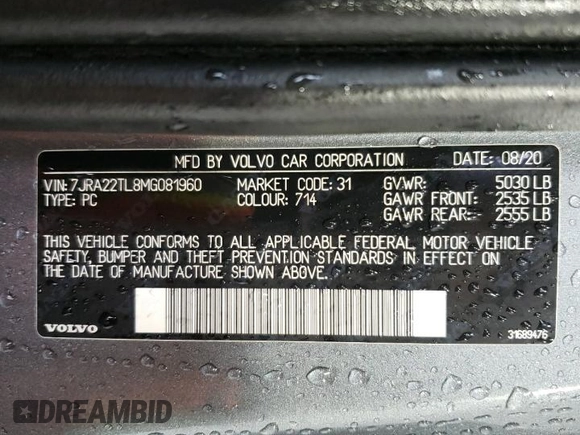 MFD BY VOLVO CAR CORPORATION DATE: 08/20
VIN: 7JRA22TL8MG081960 MARKET CODE: 31 GVWR: 5030 LB
TYPE: PC COLOUR: 714 GAWR FRONT: 2535 LB
GAWR REAR: 2555 LB
THIS VEHICLE CONFORMS TO ALL APPLICABLE FEDERAL MOTOR VEHICLE
SAFETY, BUMPER AND THEFT PREVENTION STANDARDS IN EFFECT ON
THE DATE OF MANUFACTURE SHOWN ABOVE.
VOLVO 31689476
DREAMBID